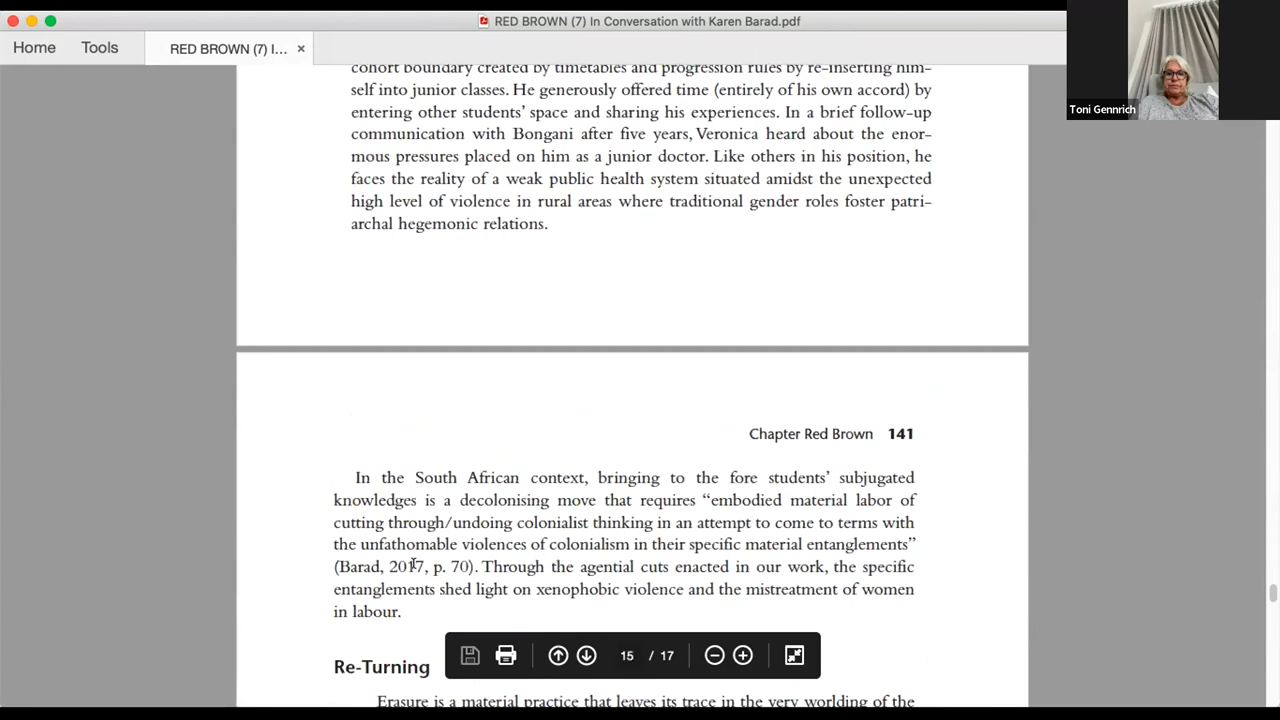 RED BROWN (7) In Conversation with Karen Barad.pdf
Home Tools RED BROWN (7) I... ×
Toni Gennrich
cohort boundary created by timetables and progression rules by re-inserting him-
self into junior classes. He generously offered time (entirely of his own accord) by
entering other students’ space and sharing his experiences. In a brief follow-up
communication with Bongani after five years, Veronica heard about the enor-
mous pressures placed on him as a junior doctor. Like others in his position, he
faces the reality of a weak public health system situated amidst the unexpected
high level of violence in rural areas where traditional gender roles foster patri-
archal hegemonic relations.
Chapter Red Brown 141
In the South African context, bringing to the fore students’ subjugated
knowledges is a decolonising move that requires “embodied material labor of
cutting through/undoing colonialist thinking in an attempt to come to terms with
the unfathomable violences of colonialism in their specific material entanglements”
(Barad, 2017, p. 70). Through the agential cuts enacted in our work, the specific
entanglements shed light on xenophobic violence and the mistreatment of women
in labour.
15 / 17
Re-Turning
Erasure is a material practice that leaves its trace in the very worlding of the